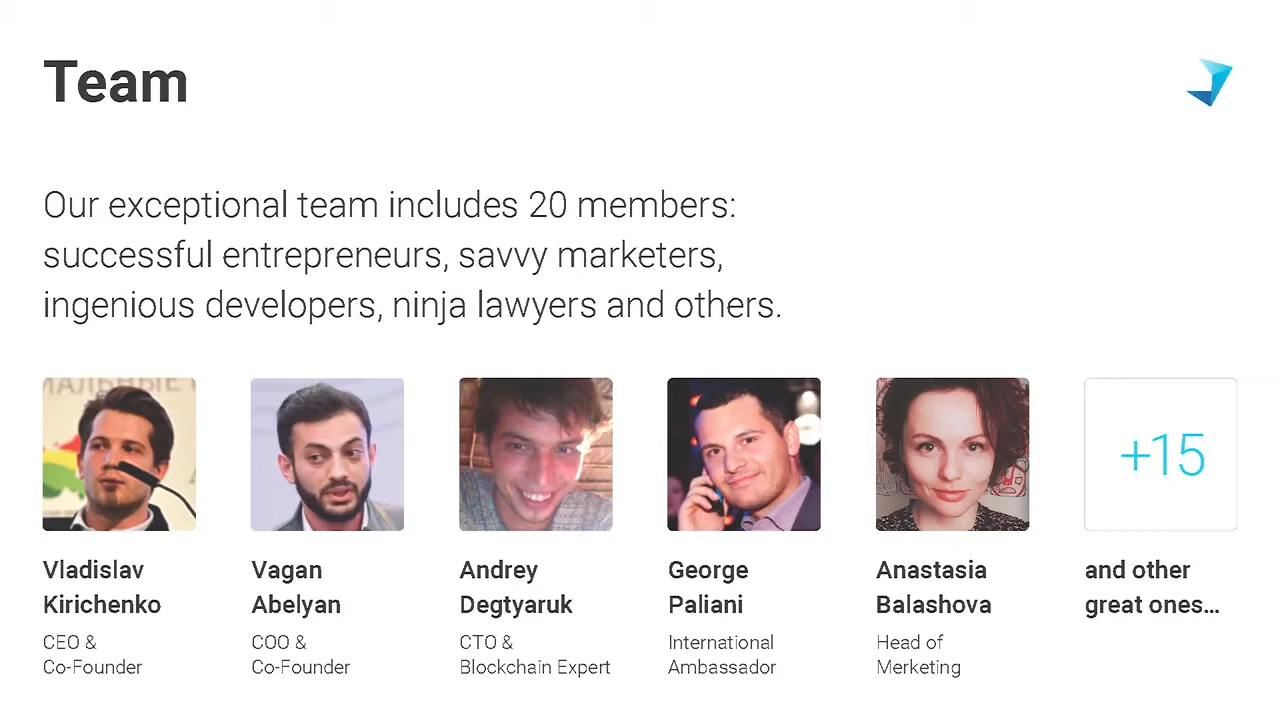 Team
Our exceptional team includes 20 members:
successful entrepreneurs, savvy marketers,
ingenious developers, ninja lawyers and others.
+15
Vladislav
Kirichenko
CEO &
Co-Founder
Vagan
Abelyan
COO &
Co-Founder
Andrey
Degtyaruk
CTO &
Blockchain Expert
George
Paliani
International
Ambassador
Anastasia
Balashova
Head of
Merketing
and other
great ones...